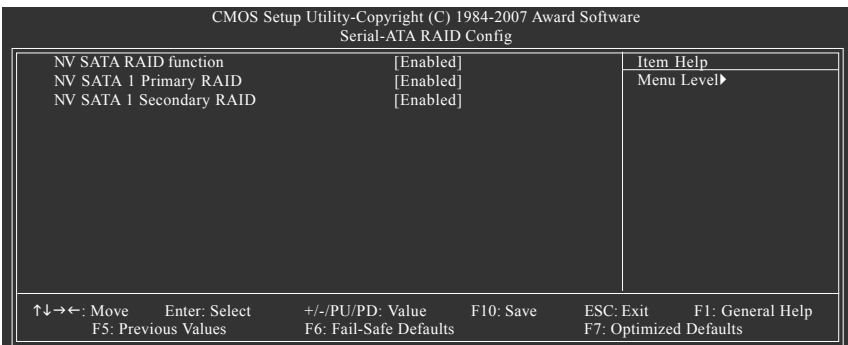 CMOS Setup Utility-Copyright (C) 1984-2007 Award Software
Serial-ATA RAID Config
NV SATA RAID function [Enabled]
NV SATA 1 Primary RAID [Enabled]
NV SATA 1 Secondary RAID [Enabled]
Item Help
Menu Level▶
↑↓→←: Move Enter: Select +/-/PU/PD: Value F10: Save ESC: Exit F1: General Help
F5: Previous Values F6: Fail-Safe Defaults F7: Optimized Defaults